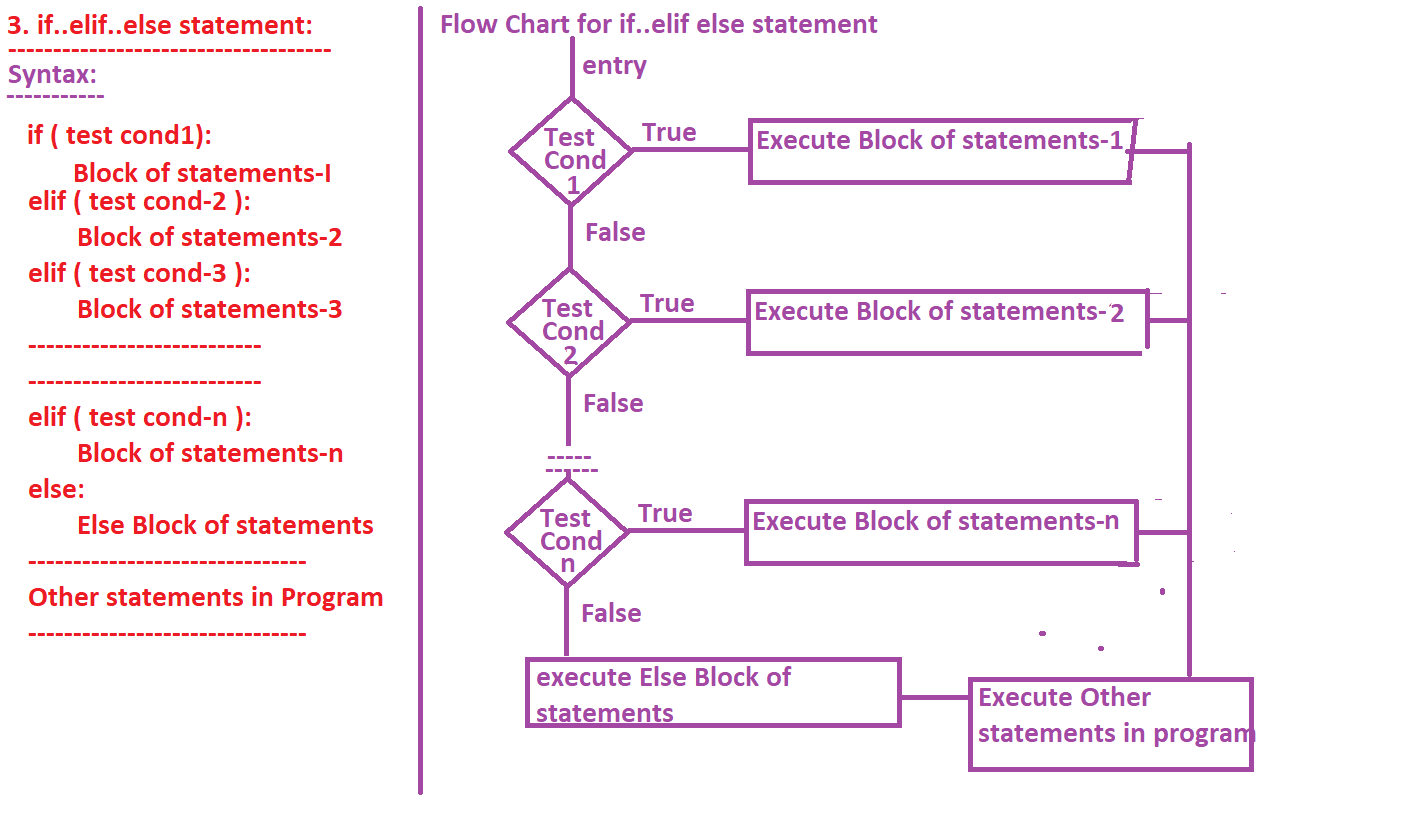 3. if..elif..else statement:
------------------------------------
Syntax:
-----------
if ( test cond1):
Block of statements-I
elif ( test cond-2 ):
Block of statements-2
elif ( test cond-3 ):
Block of statements-3
--------------------------
--------------------------
elif ( test cond-n ):
Block of statements-n
else:
Else Block of statements
-------------------------------
Other statements in Program
-------------------------------
Flow Chart for if..elif else statement
entry
Test
Cond
1
True
Execute Block of statements-1
False
Test
Cond
2
True
Execute Block of statements-2
False
-----
------
Test
Cond
n
True
Execute Block of statements-n
False
execute Else Block of
statements
Execute Other
statements in program